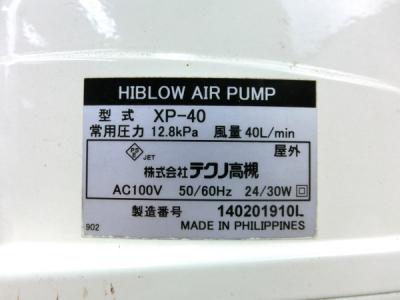 HIBLOW AIR PUMP
型式 XP-40
常用圧力 12.8kPa 風量 40L/min
PSE JET 屋外
株式会社テクノ高槻
AC100V 50/60Hz 24/30W
製造番号 140201910L
902 MADE IN PHILIPPINES